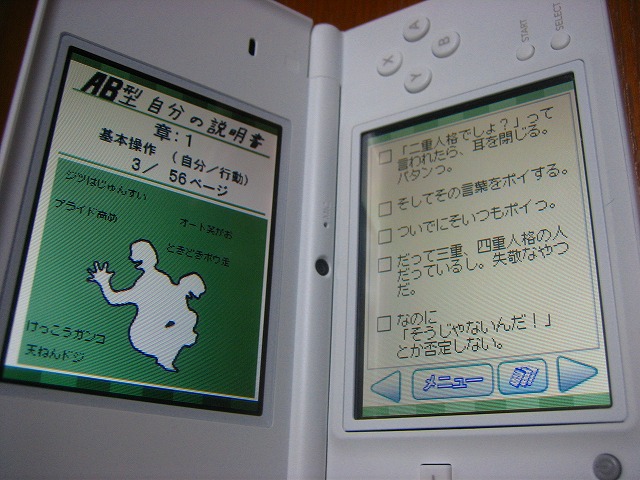 AB型 自分の説明書
章:1
基本操作 (自分/行動)
3/ 56ページ
ジツはじゅんすい
プライド高め
オート笑がお
ときどきボウ走
けっこうガンコ
天ねんドジ
「二重人格でしょ?」って
言われたら、耳を閉じる。
パタンっ。
そしてその言葉をポイする。
ついでにそいつもポイっ。
だって三重、四重人格の人
だっているし。失敬なやつ
だ。
なのに
「そうじゃないんだ!」
とか否定しない。
メニュー
A
B
X
Y
START
SELECT